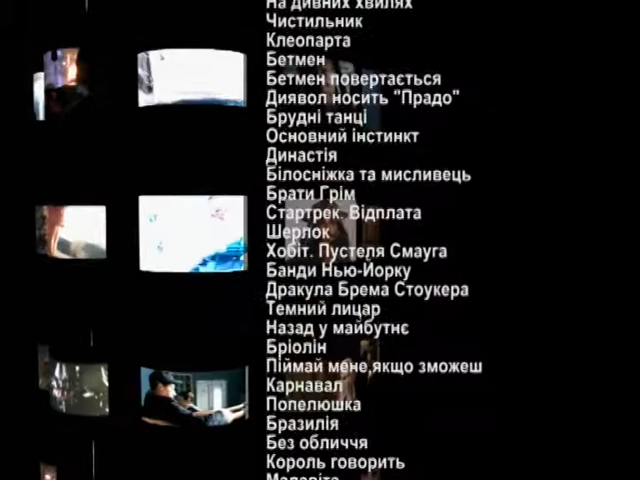 На дивних хвилях
Чистильник
Клеопарта
Бетмен
Бетмен повертається
Диявол носить "Прадо"
Брудні танці
Основний інстинкт
Династія
Білосніжка та мисливець
Брати Грім
Стартрек. Відплата
Шерлок
Хобіт. Пустеля Смауга
Банди Нью-Йорку
Дракула Брема Стоукера
Темний лицар
Назад у майбутнє
Бріолін
Піймай мене,якщо зможеш
Карнавал
Попелюшка
Бразилія
Без обличчя
Король говорить